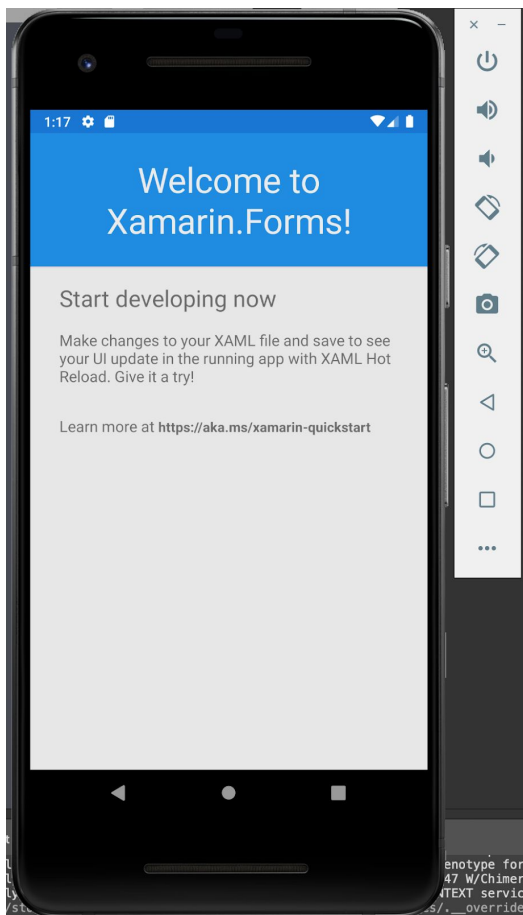 1:17
Welcome to
Xamarin.Forms!
Start developing now
Make changes to your XAML file and save to see
your UI update in the running app with XAML Hot
Reload. Give it a try!
Learn more at https://aka.ms/xamarin-quickstart
enotype for
47 W/Chimer
NTEXT servic
s/.__override